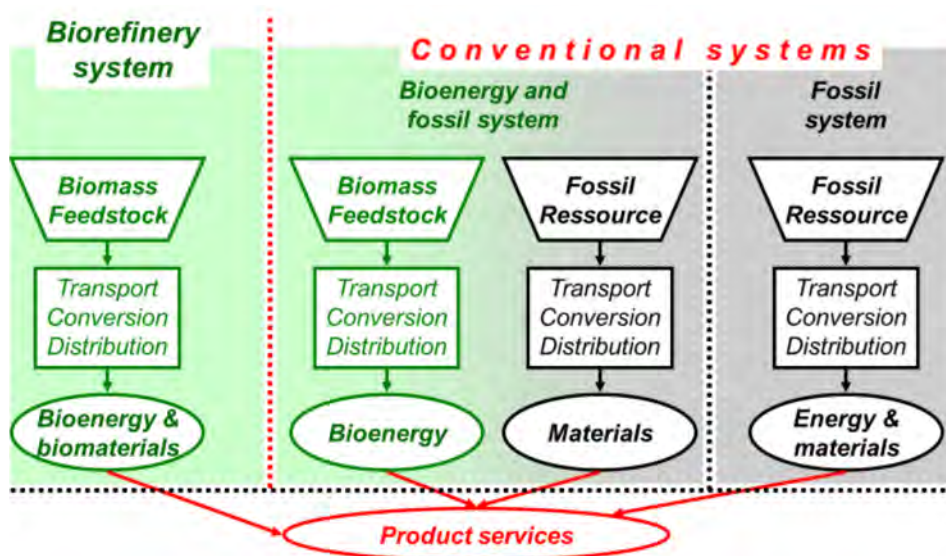 Biorefinery
system
Conventional systems
Bioenergy and
fossil system
Fossil
system
Biomass
Feedstock
Biomass
Feedstock
Fossil
Ressource
Fossil
Ressource
Transport
Conversion
Distribution
Transport
Conversion
Distribution
Transport
Conversion
Distribution
Transport
Conversion
Distribution
Bioenergy &
biomaterials
Bioenergy
Materials
Energy &
materials
Product services